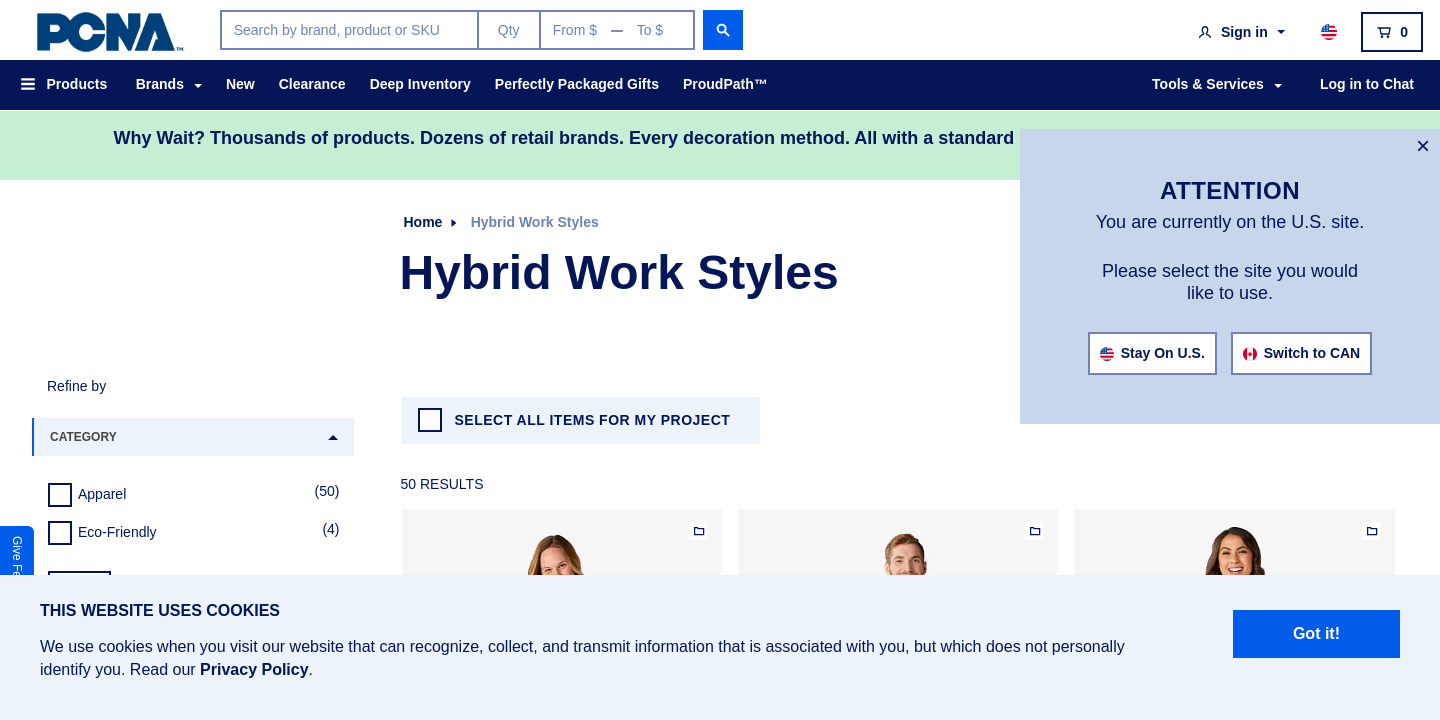 PCNA™
Search by brand, product or SKU
Qty
From $ — To $
Sign in
0
Products
Brands
New
Clearance
Deep Inventory
Perfectly Packaged Gifts
ProudPath™
Tools & Services
Log in to Chat
Why Wait? Thousands of products. Dozens of retail brands. Every decoration method. All with a standard
×
ATTENTION
You are currently on the U.S. site.
Please select the site you would
like to use.
Stay On U.S.
Switch to CAN
Home
Hybrid Work Styles
Hybrid Work Styles
Refine by
CATEGORY
Apparel (50)
Eco-Friendly (4)
SELECT ALL ITEMS FOR MY PROJECT
50 RESULTS
Give Fe
THIS WEBSITE USES COOKIES
We use cookies when you visit our website that can recognize, collect, and transmit information that is associated with you, but which does not personally
identify you. Read our Privacy Policy.
Got it!